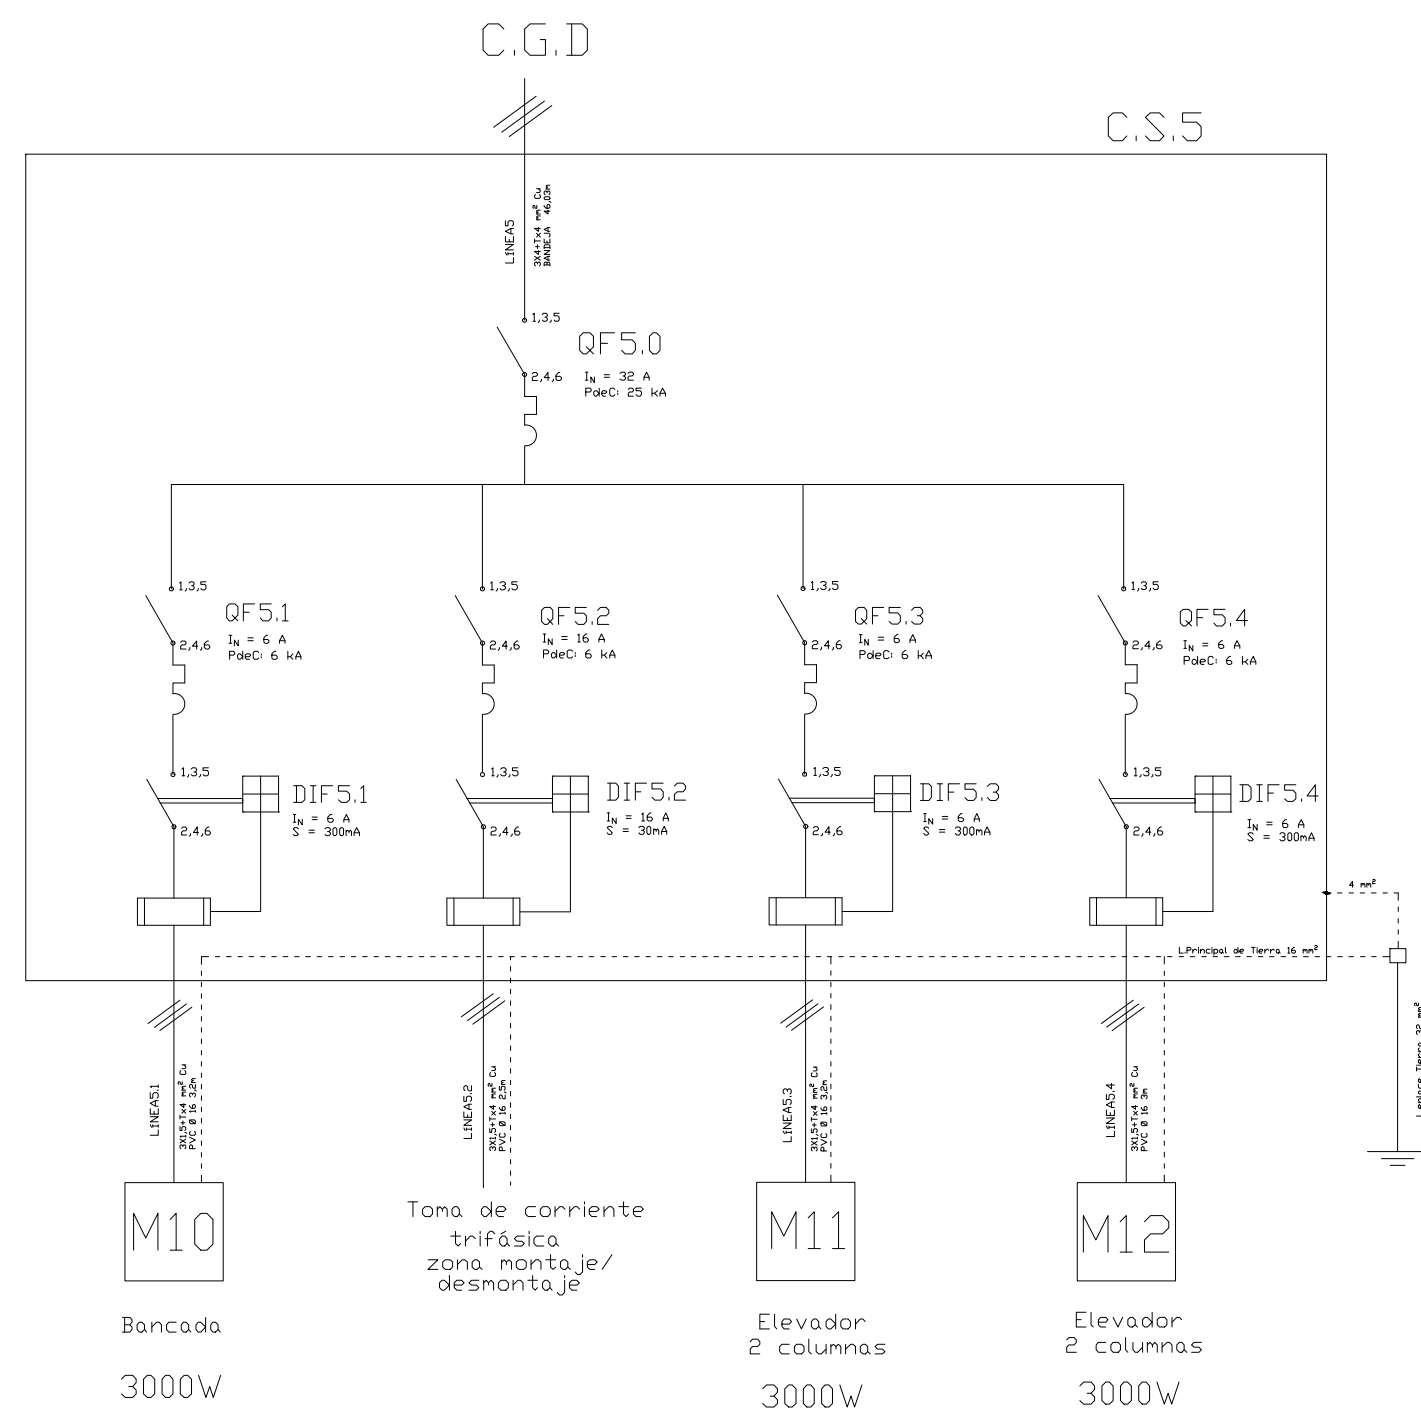 C.G.D
C.S.5
LíNEA5
3X4+Tx4 mm² Cu
BANDEJA 46,03m
1,3,5
QF5.0
2,4,6
I_N = 32 A
PdeC: 25 kA
1,3,5
QF5.1
2,4,6
I_N = 6 A
PdeC: 6 kA
1,3,5
QF5.2
2,4,6
I_N = 16 A
PdeC: 6 kA
1,3,5
QF5.3
2,4,6
I_N = 6 A
PdeC: 6 kA
1,3,5
QF5.4
2,4,6
I_N = 6 A
PdeC: 6 kA
1,3,5
DIF5.1
2,4,6
I_N = 6 A
S = 300mA
1,3,5
DIF5.2
2,4,6
I_N = 16 A
S = 30mA
1,3,5
DIF5.3
2,4,6
I_N = 6 A
S = 300mA
1,3,5
DIF5.4
2,4,6
I_N = 6 A
S = 300mA
4 mm²
L.Principal de Tierra 16 mm²
L.enlace Tierra 32 mm²
LíNEA5.1
3X1,5+Tx4 mm² Cu
PVC Ø 16 3,2m
LíNEA5.2
3X1,5+Tx4 mm² Cu
PVC Ø 16 2,5m
LíNEA5.3
3X1,5+Tx4 mm² Cu
PVC Ø 16 3,2m
LíNEA5.4
3X1,5+Tx4 mm² Cu
PVC Ø 16 3m
M10
Bancada
3000W
Toma de corriente
trifásica
zona montaje/
desmontaje
M11
Elevador
2 columnas
3000W
M12
Elevador
2 columnas
3000W